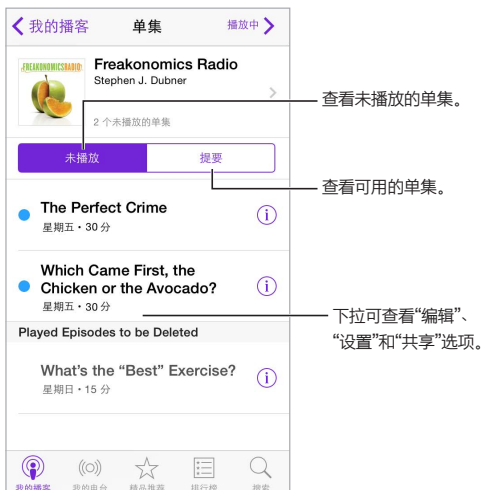 我的播客 单集 播放中
FREAKONOMICS RADIO
Freakonomics Radio
Stephen J. Dubner
2 个未播放的单集
查看未播放的单集。
未播放 提要
查看可用的单集。
The Perfect Crime
星期五 • 30 分
Which Came First, the
Chicken or the Avocado?
星期五 • 30 分
下拉可查看“编辑”、
“设置”和“共享”选项。
Played Episodes to be Deleted
What's the “Best” Exercise?
星期日 • 15 分
我的播客 我的电台 精品推荐 排行榜 搜索